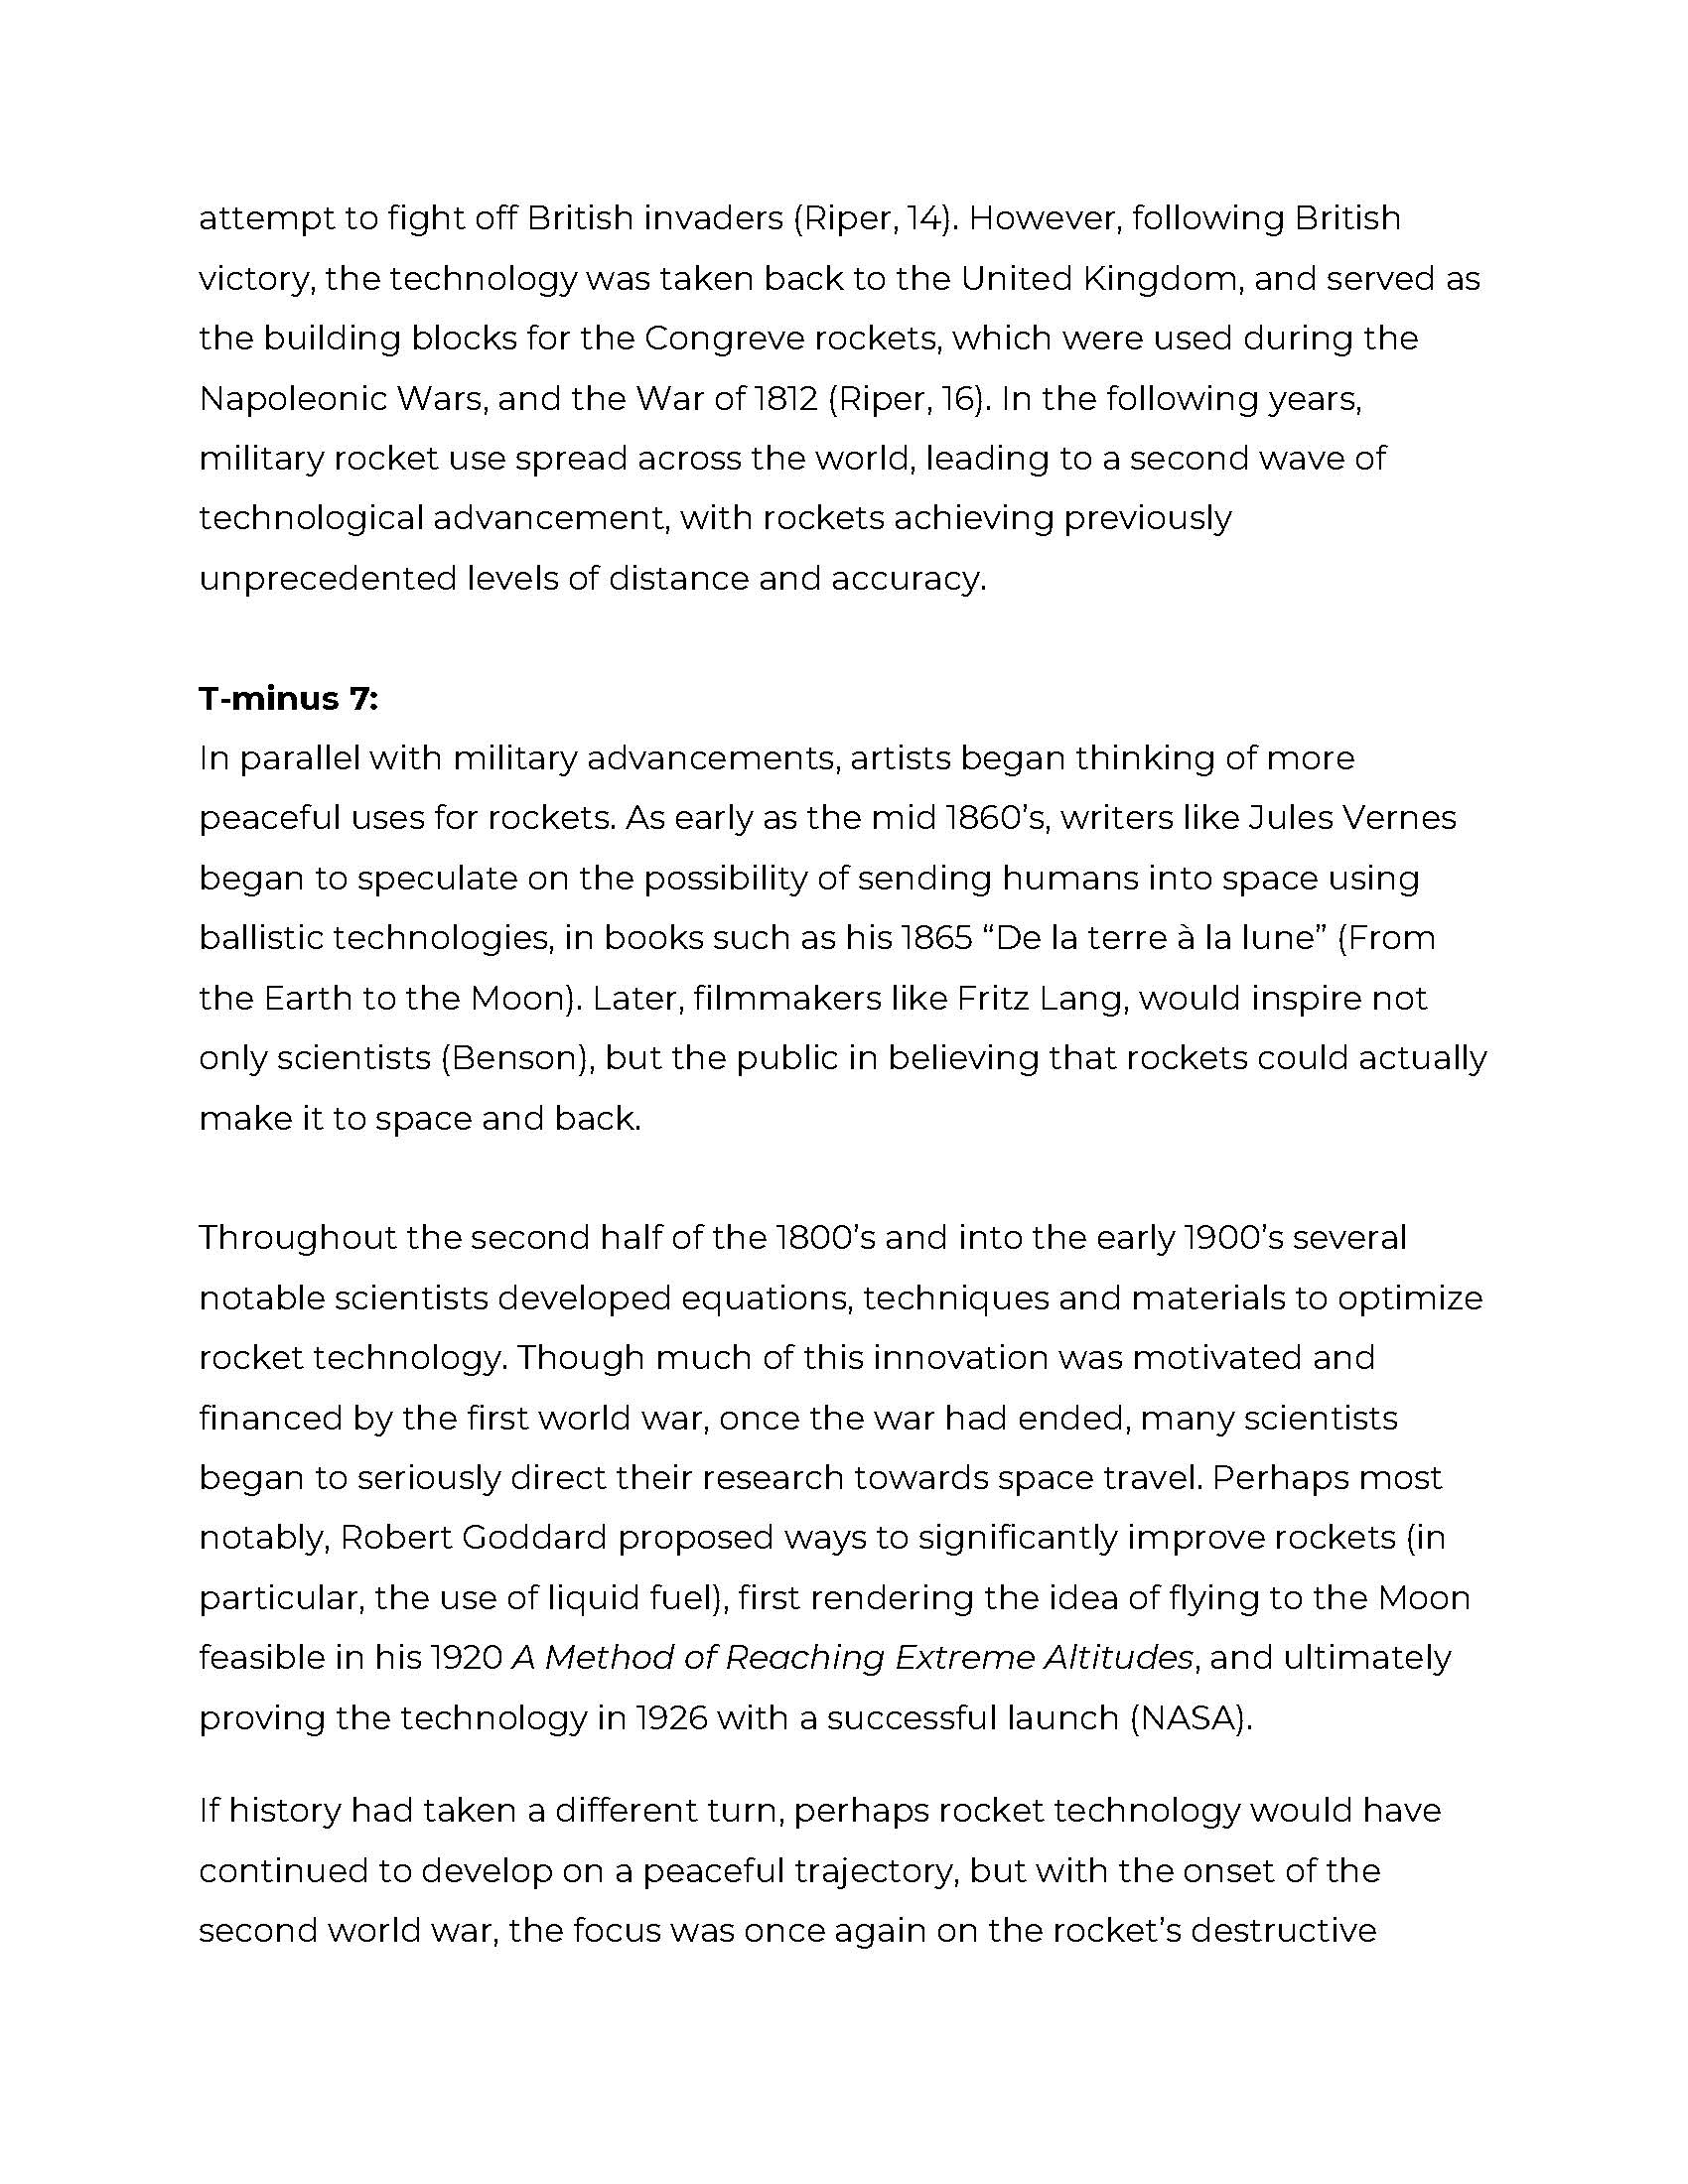 attempt to fight off British invaders (Riper, 14). However, following British
victory, the technology was taken back to the United Kingdom, and served as
the building blocks for the Congreve rockets, which were used during the
Napoleonic Wars, and the War of 1812 (Riper, 16). In the following years,
military rocket use spread across the world, leading to a second wave of
technological advancement, with rockets achieving previously
unprecedented levels of distance and accuracy.
T-minus 7:
In parallel with military advancements, artists began thinking of more
peaceful uses for rockets. As early as the mid 1860’s, writers like Jules Vernes
began to speculate on the possibility of sending humans into space using
ballistic technologies, in books such as his 1865 “De la terre à la lune” (From
the Earth to the Moon). Later, filmmakers like Fritz Lang, would inspire not
only scientists (Benson), but the public in believing that rockets could actually
make it to space and back.
Throughout the second half of the 1800’s and into the early 1900’s several
notable scientists developed equations, techniques and materials to optimize
rocket technology. Though much of this innovation was motivated and
financed by the first world war, once the war had ended, many scientists
began to seriously direct their research towards space travel. Perhaps most
notably, Robert Goddard proposed ways to significantly improve rockets (in
particular, the use of liquid fuel), first rendering the idea of flying to the Moon
feasible in his 1920 A Method of Reaching Extreme Altitudes, and ultimately
proving the technology in 1926 with a successful launch (NASA).
If history had taken a different turn, perhaps rocket technology would have
continued to develop on a peaceful trajectory, but with the onset of the
second world war, the focus was once again on the rocket’s destructive